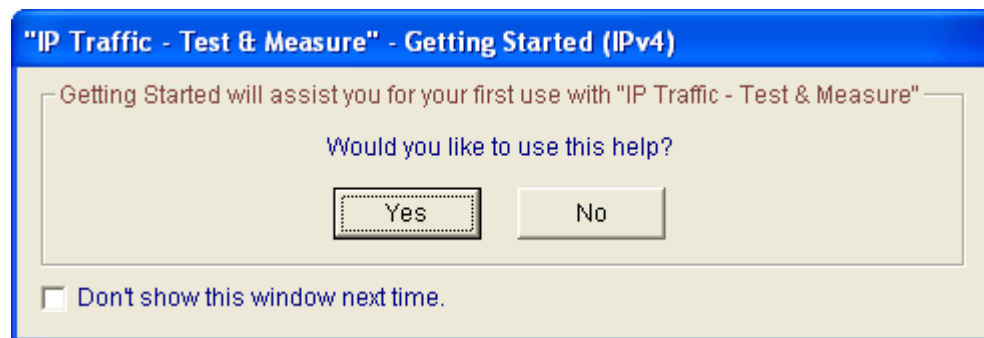 "IP Traffic - Test & Measure" - Getting Started (IPv4)
Getting Started will assist you for your first use with "IP Traffic - Test & Measure"
Would you like to use this help?
Yes No
Don't show this window next time.